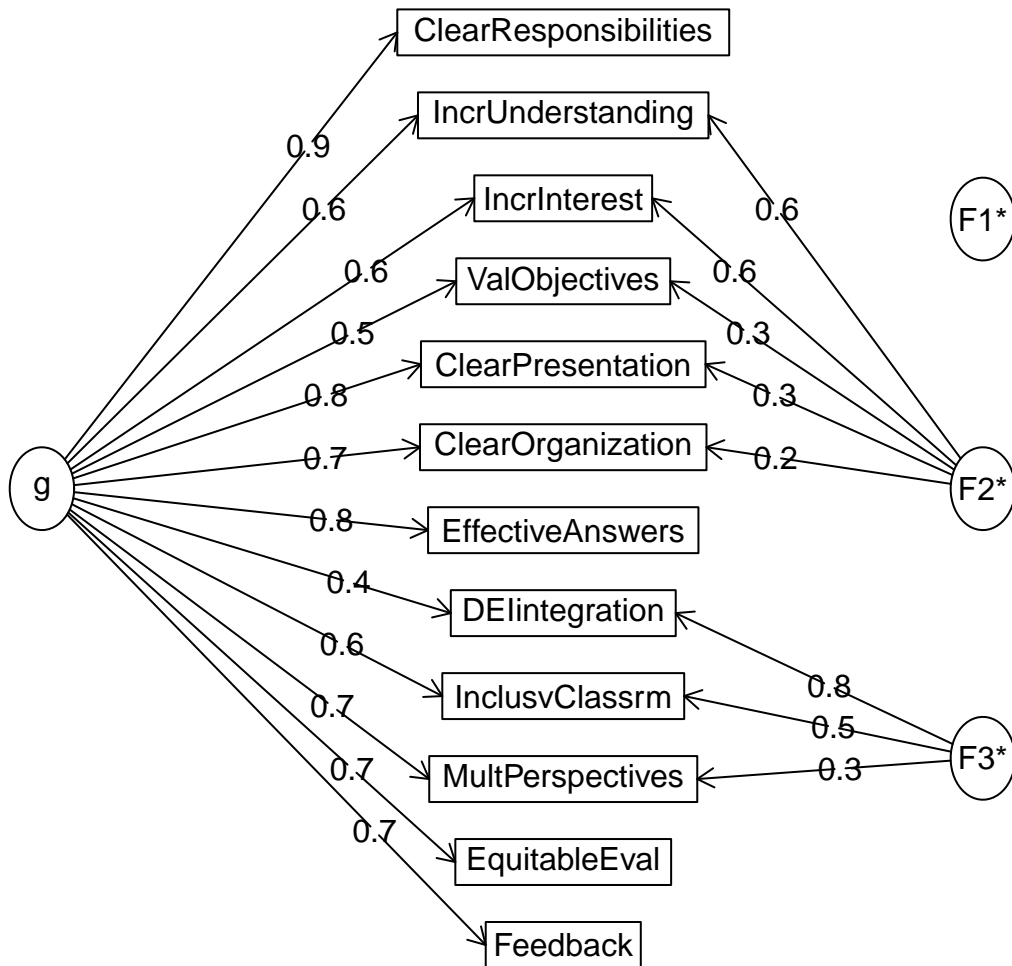 ClearResponsibilities
IncrUnderstanding
0.9
IncrInterest
0.6
0.6
F1*
0.6
0.6
ValObjectives
0.5
0.3
ClearPresentation
0.8
0.3
ClearOrganization
0.7
0.2
g
F2*
0.8
EffectiveAnswers
0.4
DEIintegration
0.6
0.8
InclusvClassrm
0.7
0.5
F3*
0.7
MultPerspectives
0.3
0.7
EquitableEval
Feedback